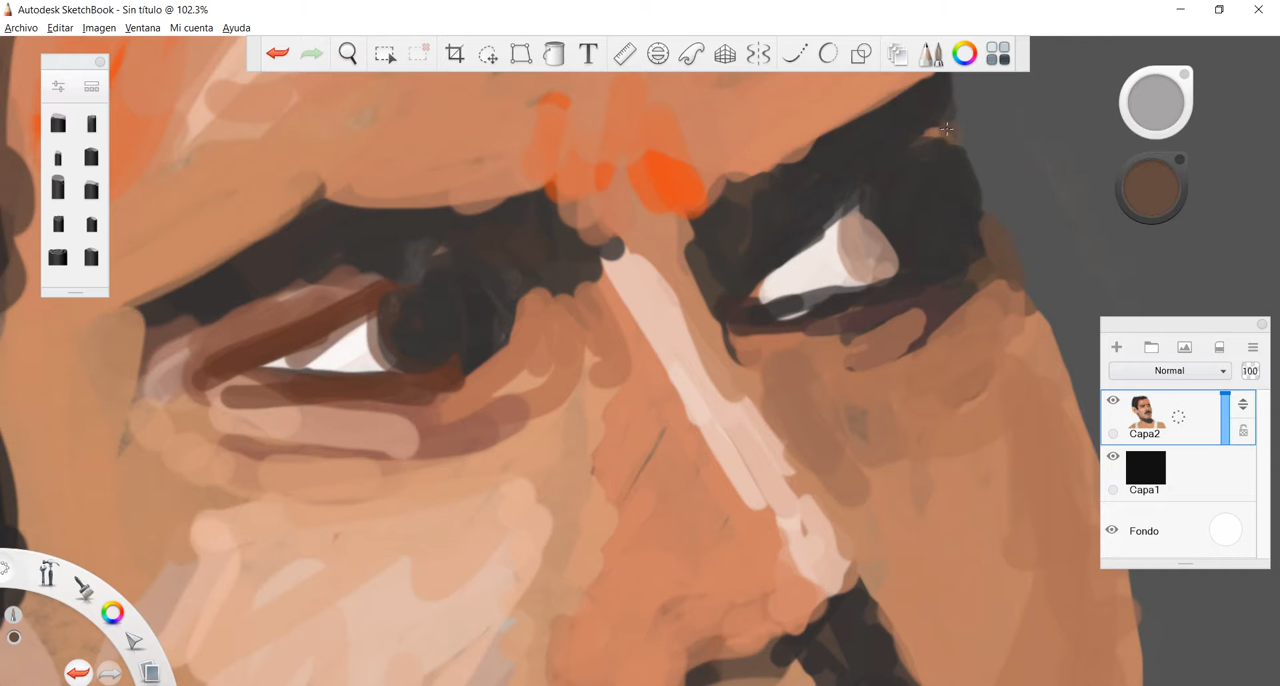 Autodesk SketchBook - Sin título @ 102.3%
Archivo Editar Imagen Ventana Mi cuenta Ayuda
T
Normal 100
Capa2
Capa1
Fondo